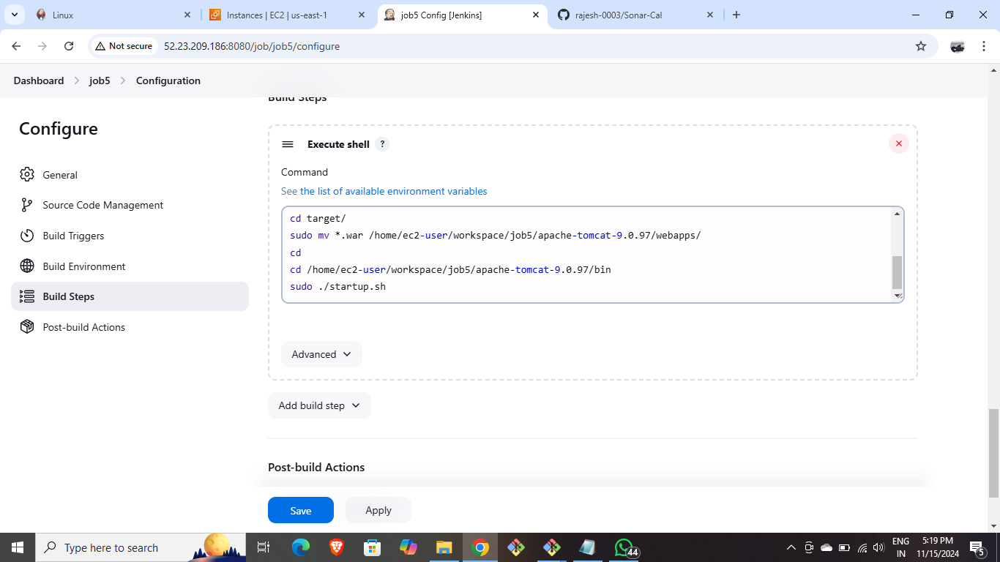 Linux
Instances | EC2 | us-east-1
job5 Config [Jenkins]
rajesh-0003/Sonar-Cal
Not secure
52.23.209.186:8080/job/job5/configure
Dashboard
job5
Configuration
Build Steps
Configure
General
Source Code Management
Build Triggers
Build Environment
Build Steps
Post-build Actions
Execute shell ?
Command
See the list of available environment variables
cd target/
sudo mv *.war /home/ec2-user/workspace/job5/apache-tomcat-9.0.97/webapps/
cd
cd /home/ec2-user/workspace/job5/apache-tomcat-9.0.97/bin
sudo ./startup.sh
Advanced
Add build step
Post-build Actions
Save
Apply
Type here to search
44
ENG
IN
5:19 PM
11/15/2024
5